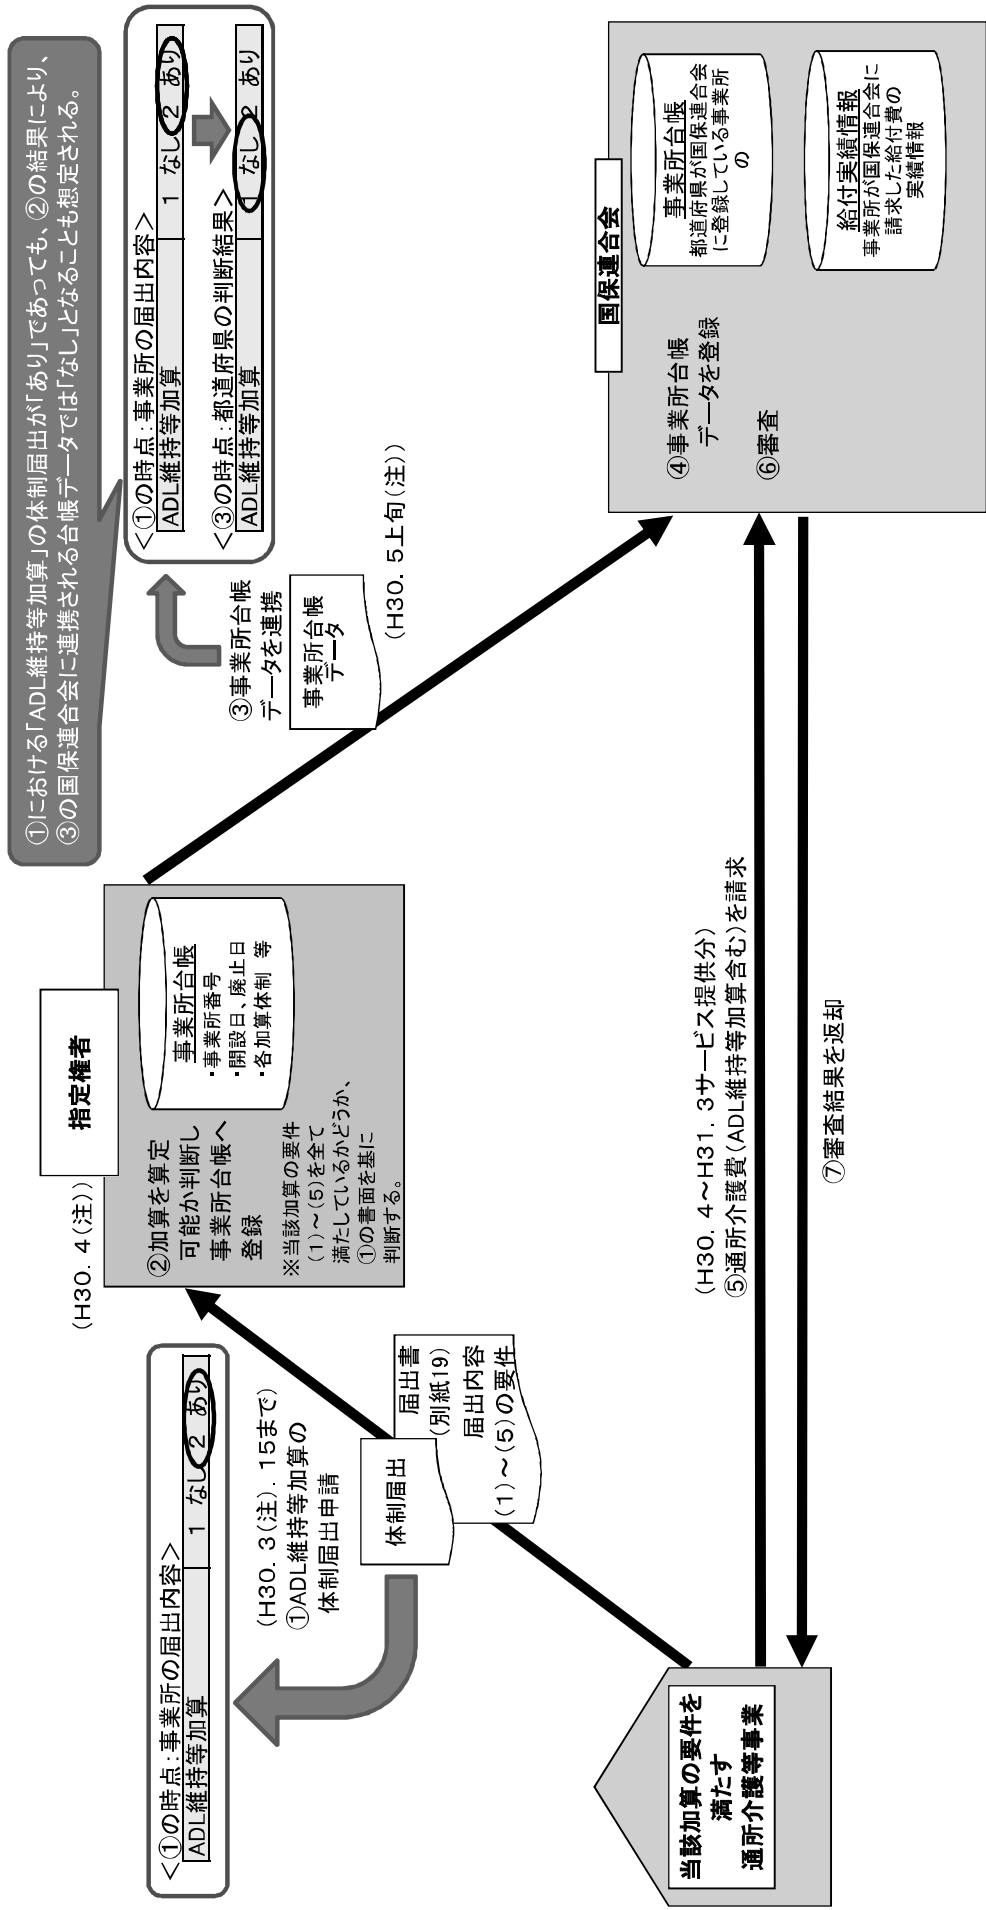 ①における「ADL維持等加算」の体制届出が「あり」であっても、②の結果により、
③の国保連合会に連携される台帳データでは「なし」となることも想定される。
<①の時点:事業所の届出内容>
ADL維持等加算 1 なし 2 あり
(H30.3(注).15まで)
①ADL維持等加算の
体制届出申請
体制届出
届出書
(別紙19)
届出内容
(1)~(5)の要件
(H30.4(注))
指定権者
事業所台帳
・事業所番号
・開設日、廃止日
・各加算体制 等
②加算を算定
可能か判断し
事業所台帳へ
登録
※当該加算の要件
(1)~(5)を全て
満たしているかどうか、
①の書面を基に
判断する。
<①の時点:事業所の届出内容>
ADL維持等加算 1 なし 2 あり
<③の時点:都道府県の判断結果>
ADL維持等加算 1 なし 2 あり
③事業所台帳
データを連携
事業所台帳
データ
(H30.5上旬(注))
国保連合会
事業所台帳
都道府県が国保連合会
に登録している事業所
の
給付実績情報
事業所が国保連合会に
請求した給付費の
実績情報
④事業所台帳
データを登録
⑥審査
(H30.4~H31.3サービス提供分)
⑤通所介護費(ADL維持等加算含む)を請求
⑦審査結果を返却
当該加算の要件を
満たす
通所介護等事業